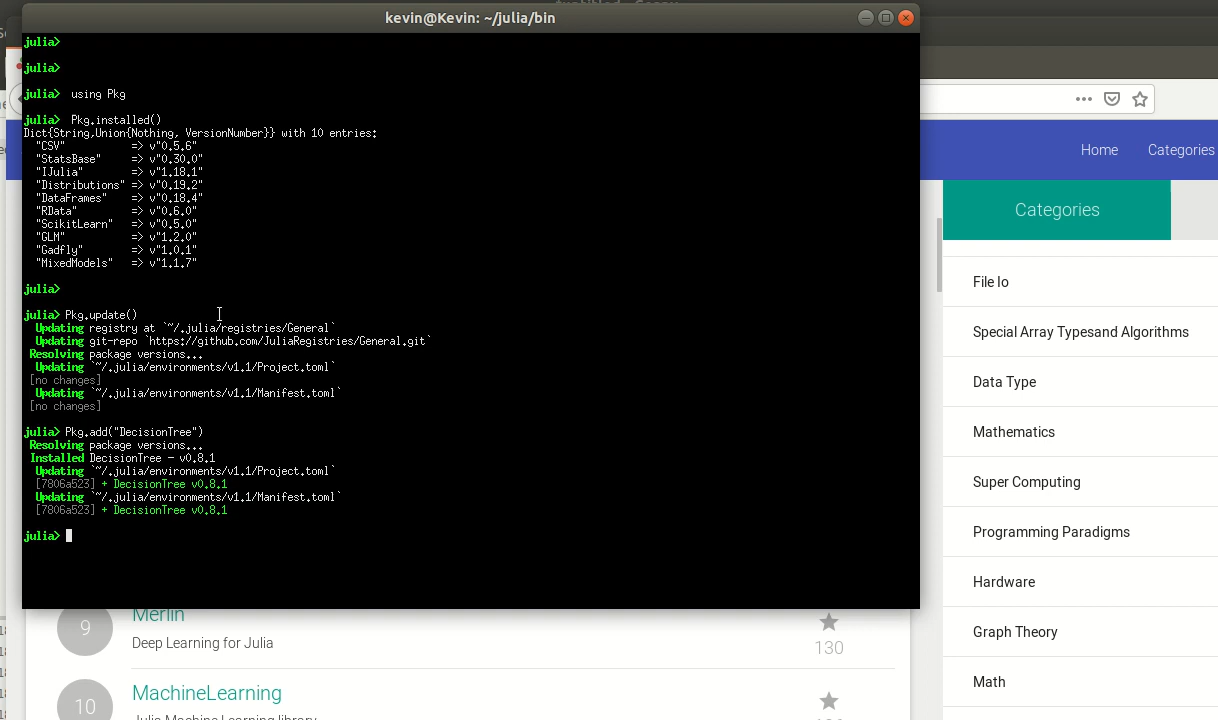 kevin@Kevin: ~/julia/bin
julia>
julia>
julia> using Pkg
julia> Pkg.installed()
Dict{String,Union{Nothing, VersionNumber}} with 10 entries:
"CSV" => v"0.5.6"
"StatsBase" => v"0.30.0"
"IJulia" => v"1.18.1"
"Distributions" => v"0.19.2"
"DataFrames" => v"0.18.4"
"RData" => v"0.6.0"
"ScikitLearn" => v"0.5.0"
"GLM" => v"1.2.0"
"Gadfly" => v"1.0.1"
"MixedModels" => v"1.1.7"
julia>
julia> Pkg.update()
Updating registry at `~/.julia/registries/General`
Updating git-repo `https://github.com/JuliaRegistries/General.git`
Resolving package versions...
Updating `~/.julia/environments/v1.1/Project.toml`
[no changes]
Updating `~/.julia/environments/v1.1/Manifest.toml`
[no changes]
julia> Pkg.add("DecisionTree")
Resolving package versions...
Installed DecisionTree − v0.8.1
Updating `~/.julia/environments/v1.1/Project.toml`
[7806a523] + DecisionTree v0.8.1
Updating `~/.julia/environments/v1.1/Manifest.toml`
[7806a523] + DecisionTree v0.8.1
julia>
Home Categories
Categories
File Io
Special Array Typesand Algorithms
Data Type
Mathematics
Super Computing
Programming Paradigms
Hardware
Graph Theory
Math
9 Merlin
Deep Learning for Julia
130
10 MachineLearning
Julia Machine Learning library